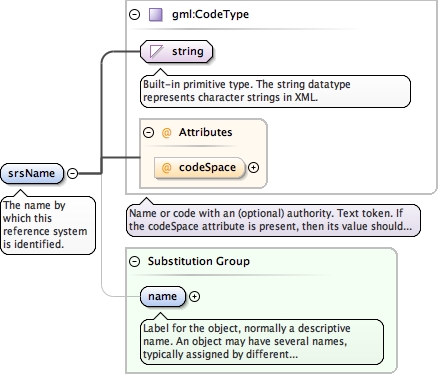 gml:CodeType
string
Built-in primitive type. The string datatype
represents character strings in XML.
@ Attributes
@ codeSpace
srsName
The name by
which this
reference system
is identified.
Name or code with an (optional) authority. Text token. If
the codeSpace attribute is present, then its value should...
Substitution Group
name
Label for the object, normally a descriptive
name. An object may have several names,
typically assigned by different...